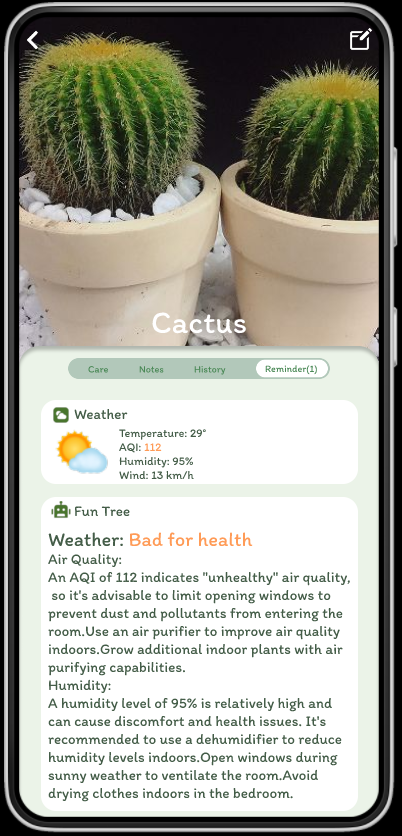 Cactus
Care Notes History Reminder(1)
Weather
Temperature: 29°
AQI: 112
Humidity: 95%
Wind: 13 km/h
Fun Tree
Weather: Bad for health
Air Quality:
An AQI of 112 indicates "unhealthy" air quality,
so it's advisable to limit opening windows to
prevent dust and pollutants from entering the
room.Use an air purifier to improve air quality
indoors.Grow additional indoor plants with air
purifying capabilities.
Humidity:
A humidity level of 95% is relatively high and
can cause discomfort and health issues. It's
recommended to use a dehumidifier to reduce
humidity levels indoors.Open windows during
sunny weather to ventilate the room.Avoid
drying clothes indoors in the bedroom.